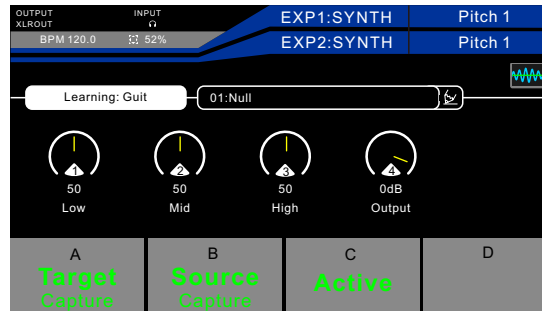 OUTPUT INPUT EXP1:SYNTH Pitch 1
XLROUT
BPM 120.0 52% EXP2:SYNTH Pitch 1
Learning: Guit 01:Null
1 2 3 4
50 50 50 0dB
Low Mid High Output
A B C D
Target Source Active
Capture Capture